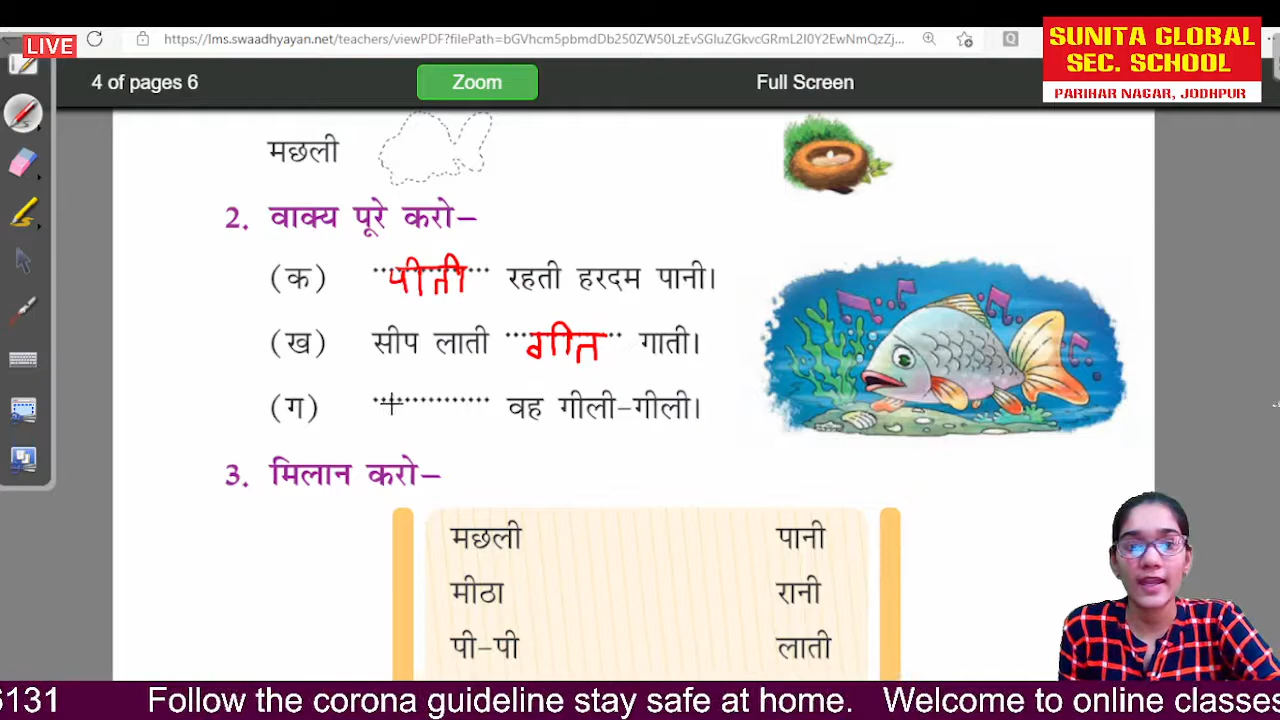 LIVE
https://lms.swaadhyayan.net/teachers/viewPDF?filePath=bGVhcm5pbmdDb250ZW50LzEvSGluZGkvcGRmL2l0Y2EwNmQzZj...
SUNITA GLOBAL
SEC. SCHOOL
PARIHAR NAGAR, JODHPUR
4 of pages 6
Zoom
Full Screen
मछली
2. वाक्य पूरे करो–
(क) पीती रहती हरदम पानी।
(ख) सीप लाती गीत गाती।
(ग) ............ वह गीली-गीली।
3. मिलान करो–
मछली पानी
मीठा रानी
पी-पी लाती
6131 Follow the corona guideline stay safe at home. Welcome to online classes